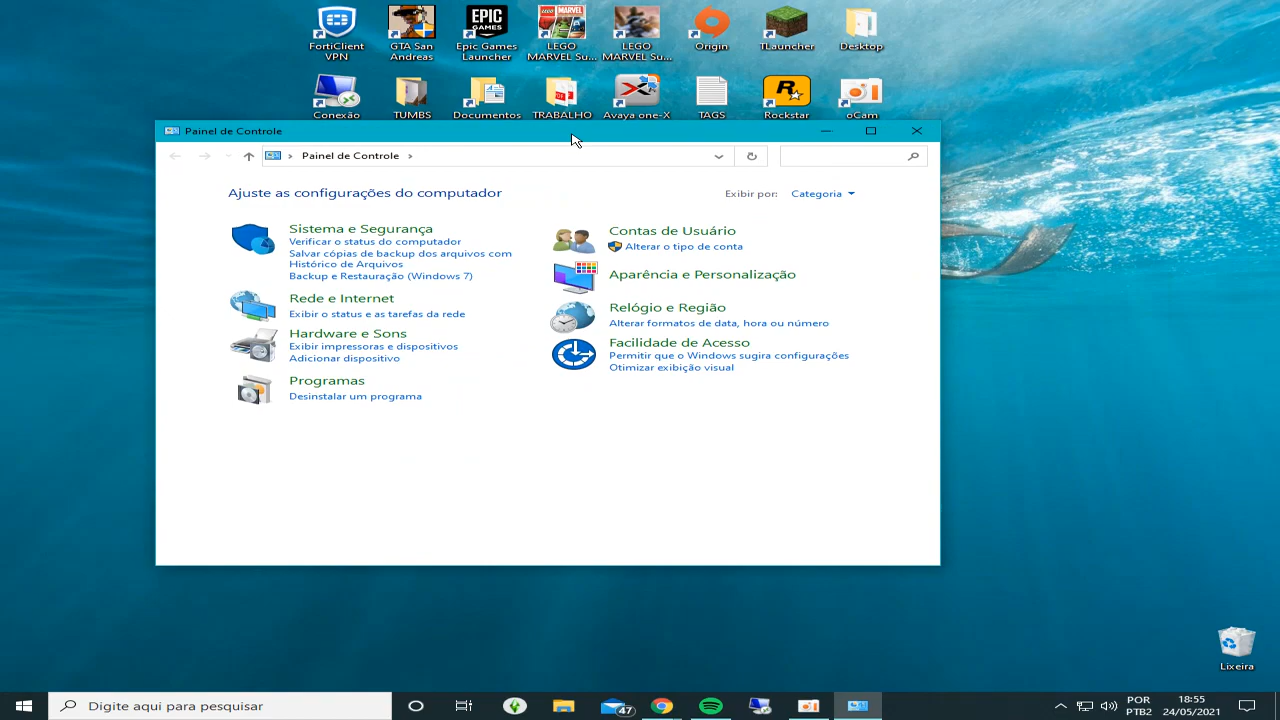 FortiClient VPN
GTA San Andreas
EPIC GAMES
Epic Games Launcher
LEGO MARVEL
LEGO MARVEL Su...
LEGO MARVEL Su...
Origin
TLauncher
Desktop
Conexão
TUMBS
Documentos
TRABALHO
Avaya one-X
TAGS
R
Rockstar
oCam
Painel de Controle
Painel de Controle
Ajuste as configurações do computador
Exibir por: Categoria
Sistema e Segurança
Verificar o status do computador
Salvar cópias de backup dos arquivos com
Histórico de Arquivos
Backup e Restauração (Windows 7)
Rede e Internet
Exibir o status e as tarefas da rede
Hardware e Sons
Exibir impressoras e dispositivos
Adicionar dispositivo
Programas
Desinstalar um programa
Contas de Usuário
Alterar o tipo de conta
Aparência e Personalização
Relógio e Região
Alterar formatos de data, hora ou número
Facilidade de Acesso
Permitir que o Windows sugira configurações
Otimizar exibição visual
Lixeira
Digite aqui para pesquisar
47
POR
PTB2
18:55
24/05/2021